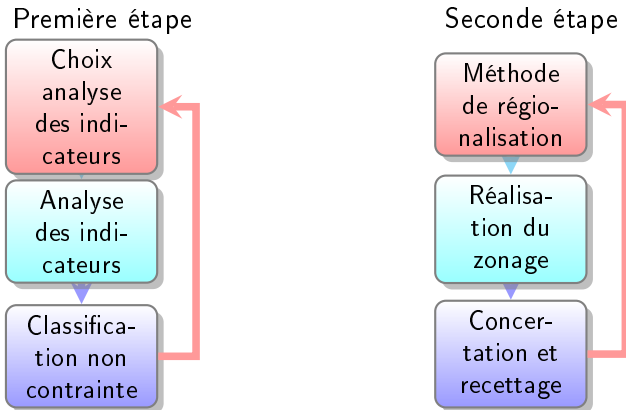 Première étape
Choix
analyse
des indi-
cateurs
Analyse
des indi-
cateurs
Classifica-
tation non
contrainte
Seconde étape
Méthode
de régio-
nalisation
Réalisa-
tion du
zonage
Concer-
tation et
recettage